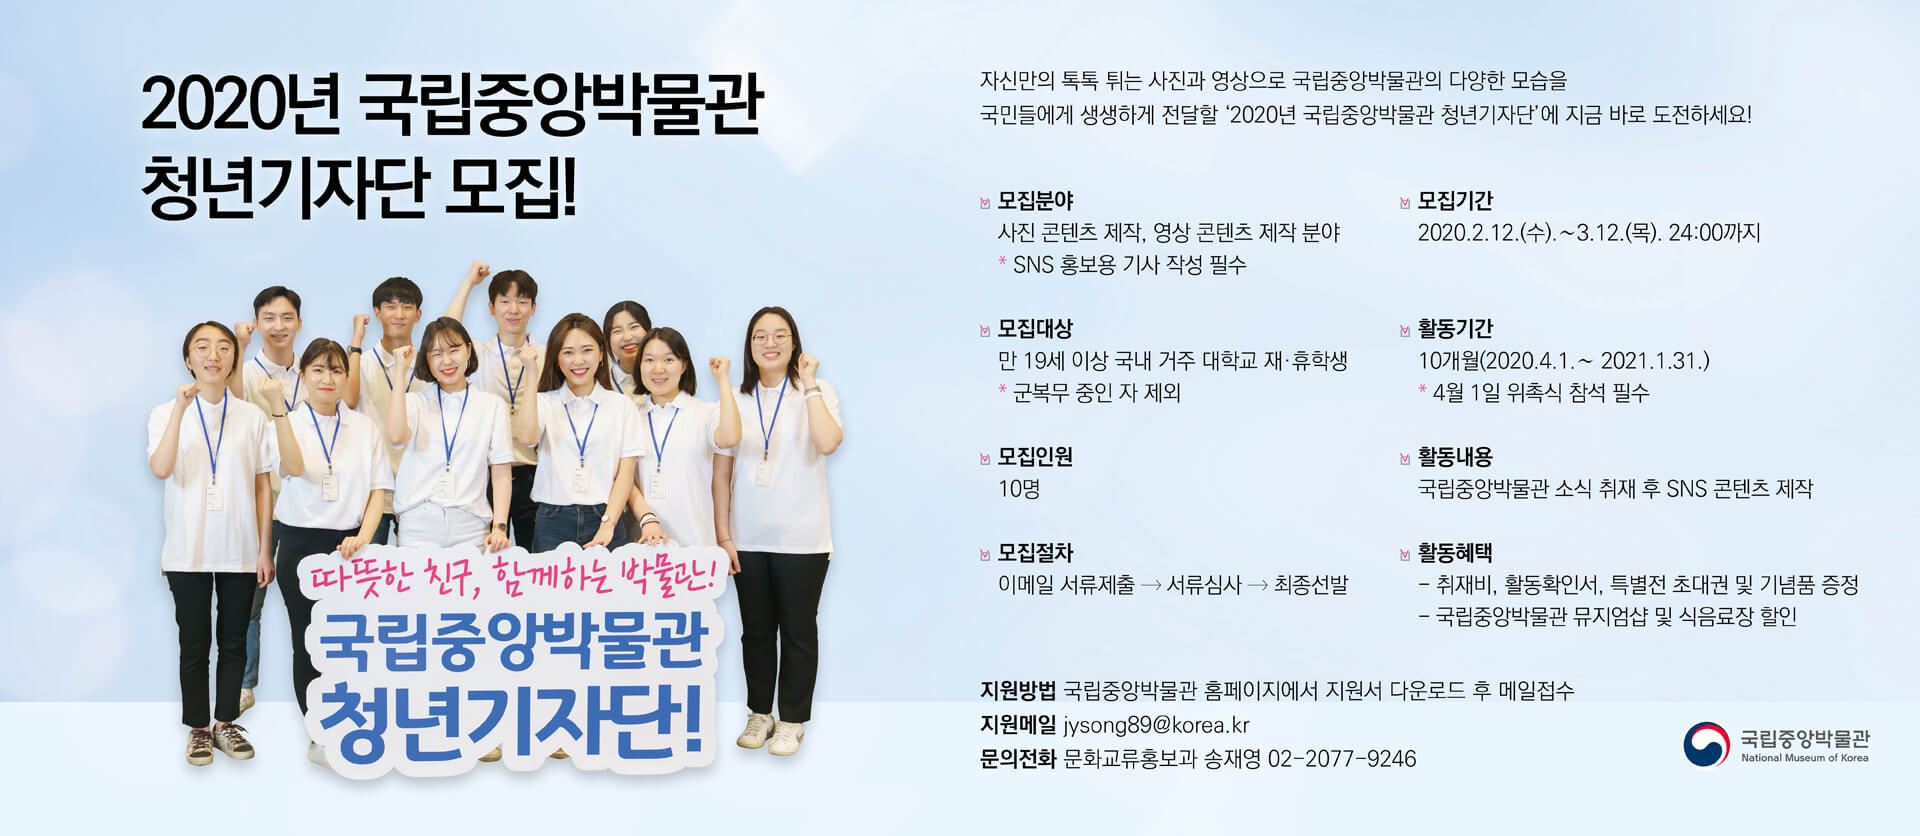 2020년 국립중앙박물관
청년기자단 모집!
따뜻한 친구, 함께하는 박물관!
국립중앙박물관
청년기자단!
자신만의 톡톡 튀는 사진과 영상으로 국립중앙박물관의 다양한 모습을
국민들에게 생생하게 전달할 ‘2020년 국립중앙박물관 청년기자단’에 지금 바로 도전하세요!
모집분야
사진 콘텐츠 제작, 영상 콘텐츠 제작 분야
* SNS 홍보용 기사 작성 필수
모집기간
2020.2.12.(수).~3.12.(목). 24:00까지
모집대상
만 19세 이상 국내 거주 대학교 재·휴학생
* 군복무 중인 자 제외
활동기간
10개월(2020.4.1.~ 2021.1.31.)
* 4월 1일 위촉식 참석 필수
모집인원
10명
활동내용
국립중앙박물관 소식 취재 후 SNS 콘텐츠 제작
모집절차
이메일 서류제출 → 서류심사 → 최종선발
활동혜택
- 취재비, 활동확인서, 특별전 초대권 및 기념품 증정
- 국립중앙박물관 뮤지엄샵 및 식음료장 할인
지원방법 국립중앙박물관 홈페이지에서 지원서 다운로드 후 메일접수
지원메일 jysong89@korea.kr
문의전화 문화교류홍보과 송재영 02-2077-9246
국립중앙박물관
National Museum of Korea